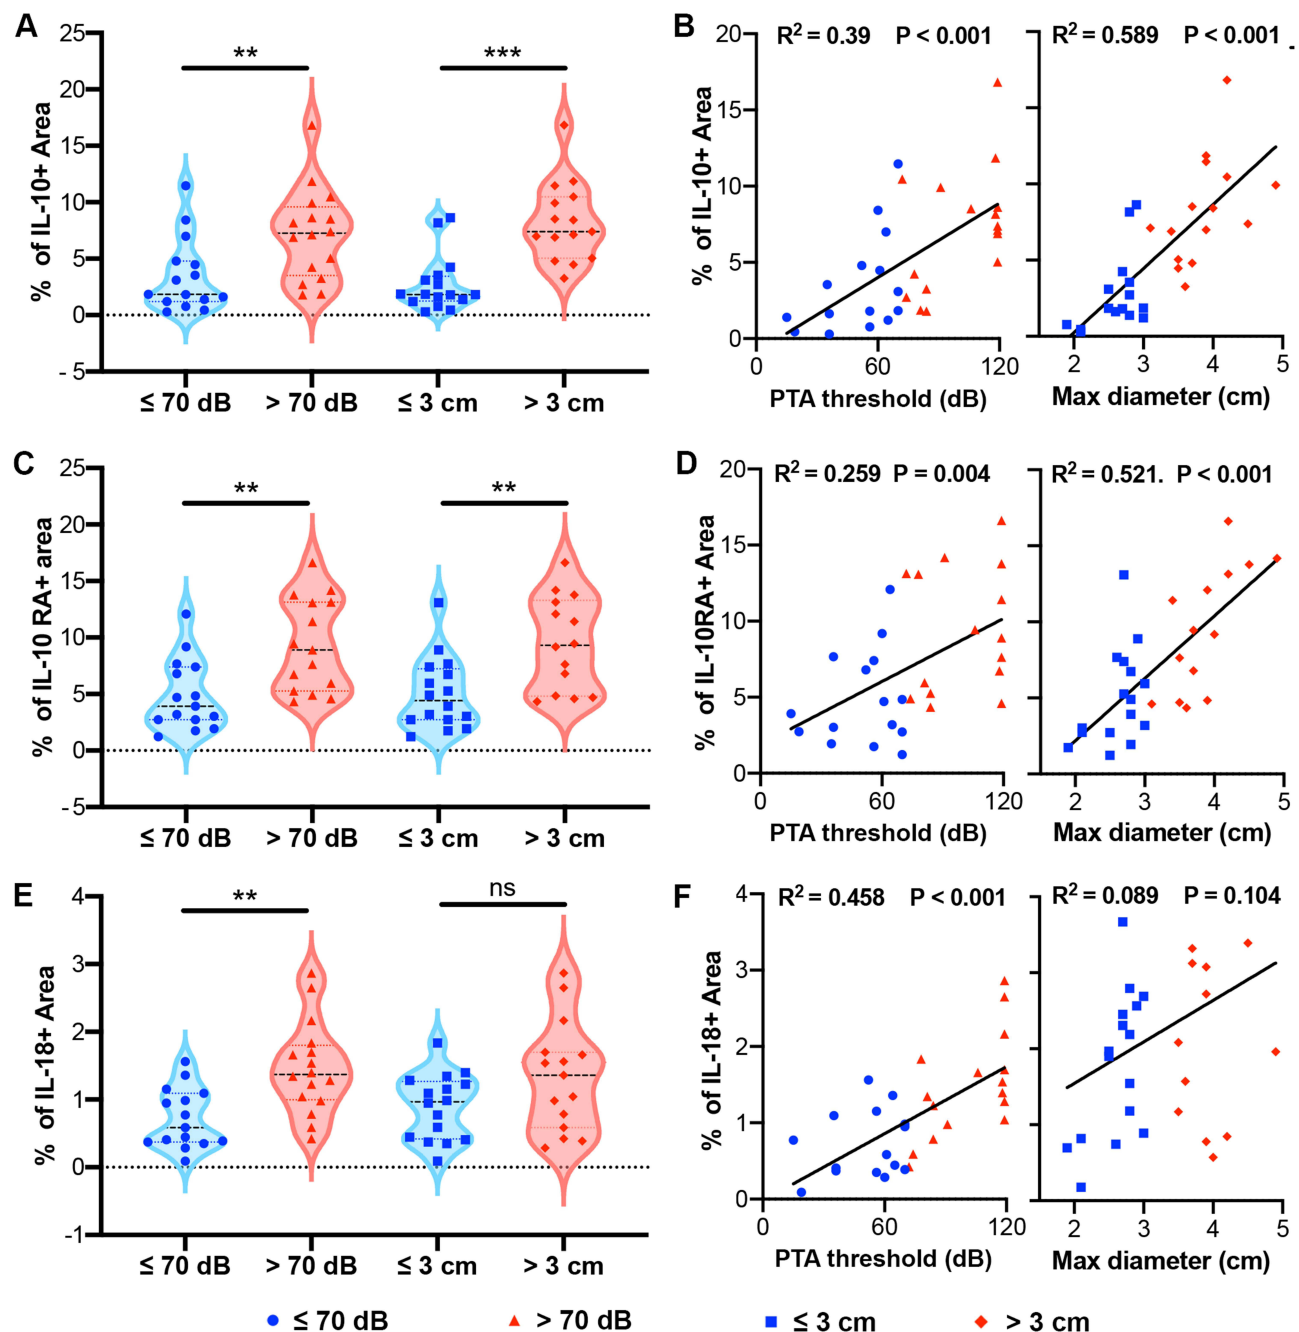 A
% of IL-10+ Area
25
20
15
10
5
0
- 5
**
***
≤ 70 dB
> 70 dB
≤ 3 cm
> 3 cm
B
% of IL-10+ Area
20
15
10
5
0
R² = 0.39 P < 0.001
0 60 120
PTA threshold (dB)
R² = 0.589 P < 0.001
2 3 4 5
Max diameter (cm)
C
% of IL-10 RA+ area
25
20
15
10
5
0
- 5
**
**
≤ 70 dB
> 70 dB
≤ 3 cm
> 3 cm
D
% of IL-10RA+ Area
20
15
10
5
0
R² = 0.259 P = 0.004
0 60 120
PTA threshold (dB)
R² = 0.521. P < 0.001
2 3 4 5
Max diameter (cm)
E
% of IL-18+ Area
4
3
2
1
0
-1
**
ns
≤ 70 dB
> 70 dB
≤ 3 cm
> 3 cm
F
% of IL-18+ Area
4
3
2
1
0
R² = 0.458 P < 0.001
0 60 120
PTA threshold (dB)
R² = 0.089 P = 0.104
2 3 4 5
Max diameter (cm)
≤ 70 dB
> 70 dB
≤ 3 cm
> 3 cm